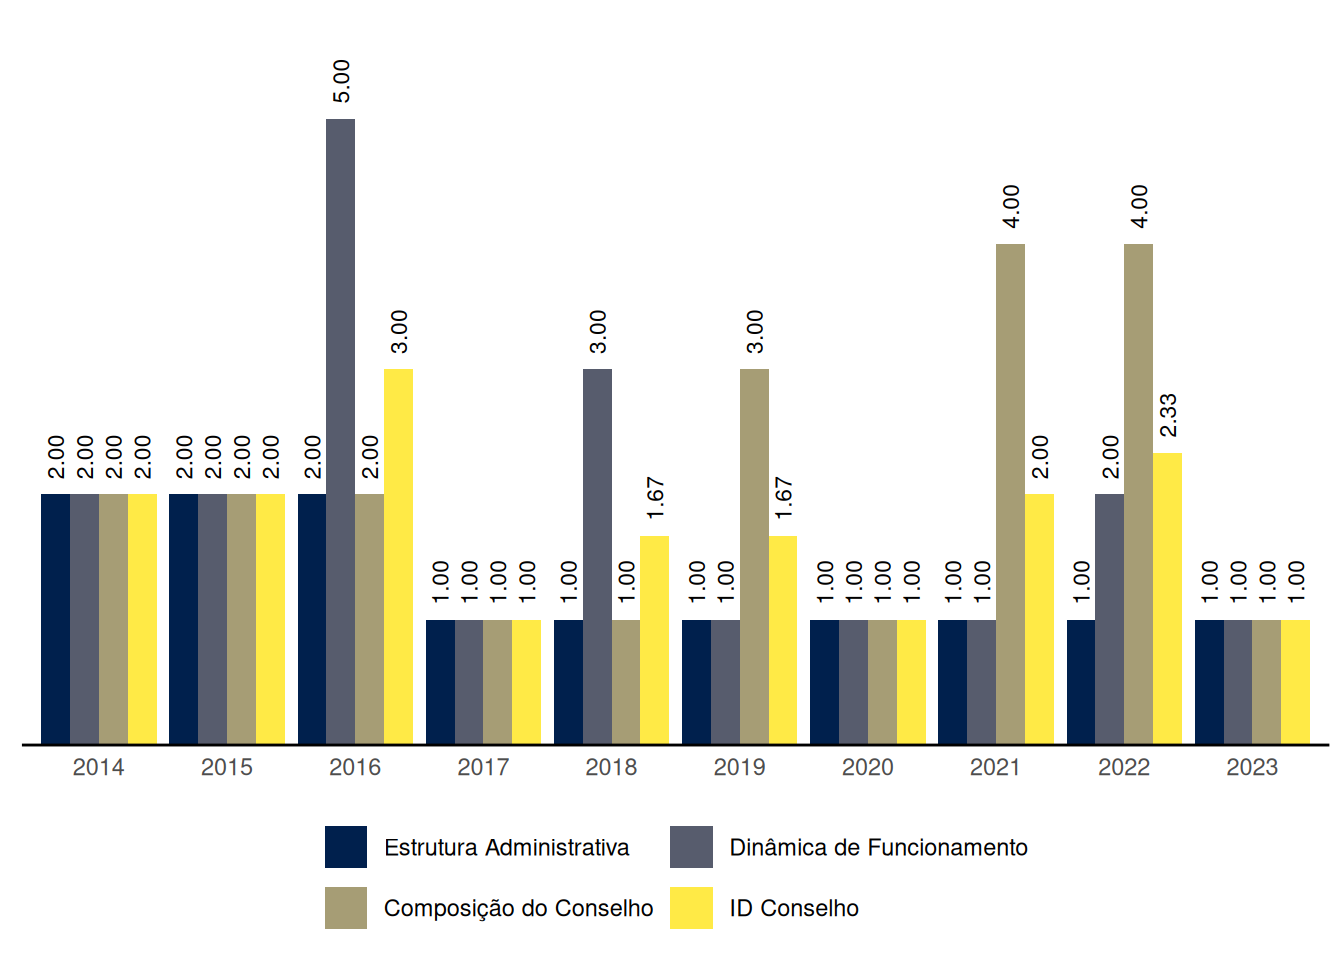 5.00
4.00 4.00
3.00 3.00 3.00
2.33
2.00 2.00 2.00 2.00 2.00 2.00 2.00 2.00 2.00 2.00 2.00 2.00
1.67 1.67
1.00 1.00 1.00 1.00 1.00 1.00 1.00 1.00 1.00 1.00 1.00 1.00 1.00 1.00 1.00 1.00 1.00 1.00 1.00
2014 2015 2016 2017 2018 2019 2020 2021 2022 2023
Estrutura Administrativa Dinâmica de Funcionamento
Composição do Conselho ID Conselho